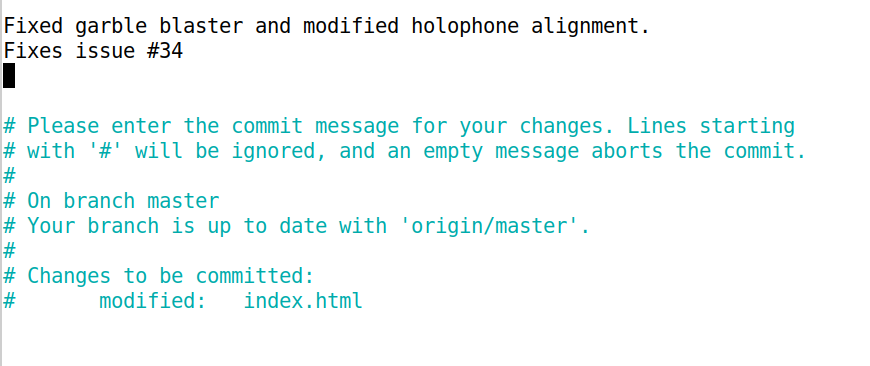 Fixed garble blaster and modified holophone alignment.
Fixes issue #34
# Please enter the commit message for your changes. Lines starting
# with '#' will be ignored, and an empty message aborts the commit.
#
# On branch master
# Your branch is up to date with 'origin/master'.
#
# Changes to be committed:
#       modified:   index.html